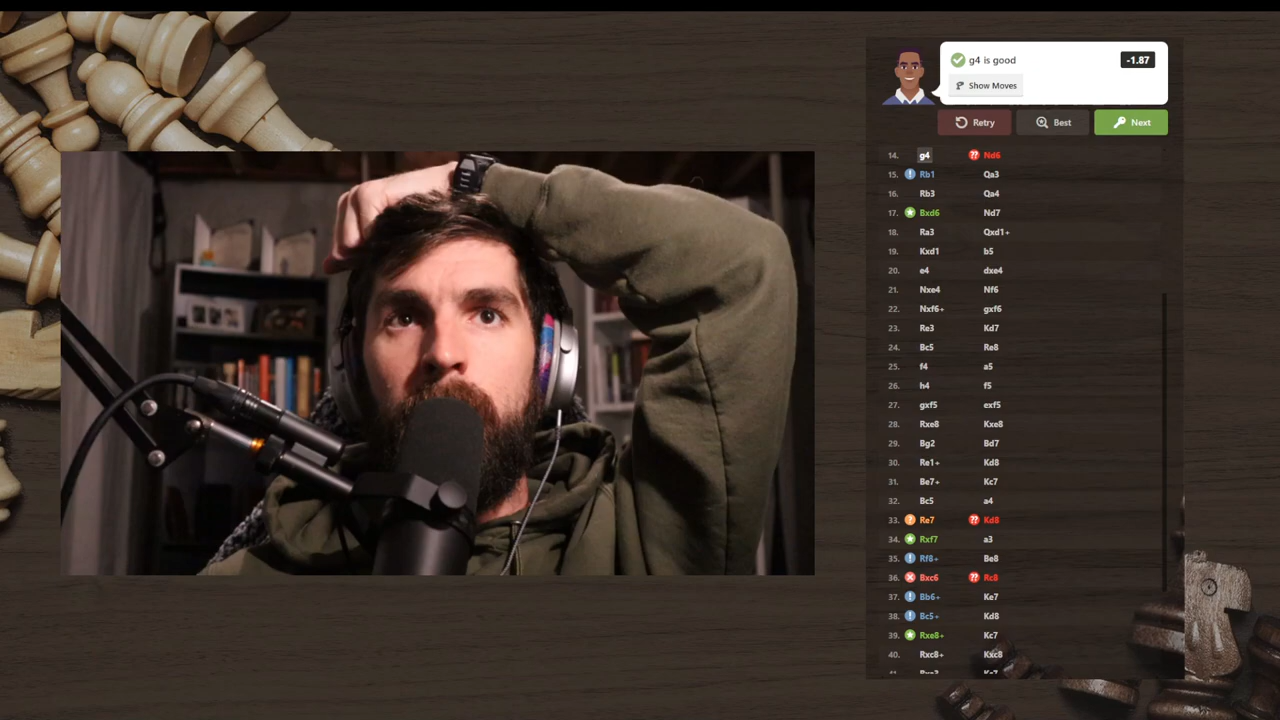 g4 is good -1.87
Show Moves
Retry Best Next
14. g4 ?? Nd6
15. ! Rb1 Qa3
16. Rb3 Qa4
17. Bxd6 Nd7
18. Ra3 Qxd1+
19. Kxd1 b5
20. e4 dxe4
21. Nxe4 Nf6
22. Nxf6+ gxf6
23. Re3 Kd7
24. Bc5 Re8
25. f4 a5
26. h4 f5
27. gxf5 exf5
28. Rxe8 Kxe8
29. Bg2 Bd7
30. Re1+ Kd8
31. Be7+ Kc7
32. Bc5 a4
33. ? Re7 ?? Kd8
34. Rxf7 a3
35. ! Rf8+ Be8
36. Bxc6 ?? Rc8
37. ! Bb6+ Ke7
38. ! Bc5+ Kd8
39. Rxe8+ Kc7
40. Rxc8+ Kxc8